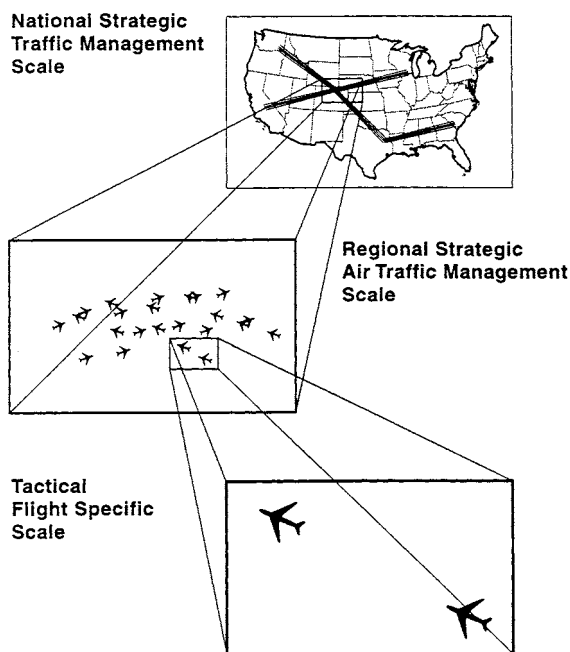 National Strategic
Traffic Management
Scale
Regional Strategic
Air Traffic Management
Scale
Tactical
Flight Specific
Scale